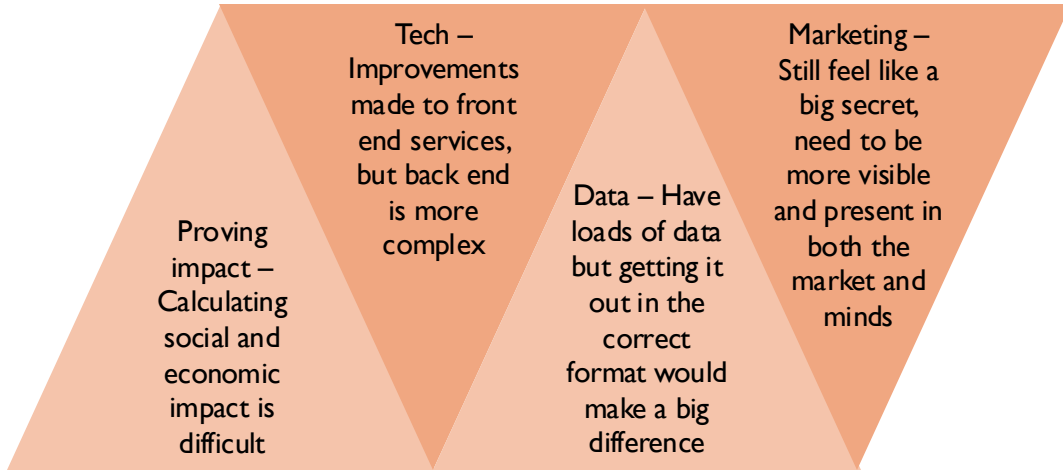 Proving
impact –
Calculating
social and
economic
impact is
difficult
Tech –
Improvements
made to front
end services,
but back end
is more
complex
Data – Have
loads of data
but getting it
out in the
correct
format would
make a big
difference
Marketing –
Still feel like a
big secret,
need to be
more visible
and present in
both the
market and
minds